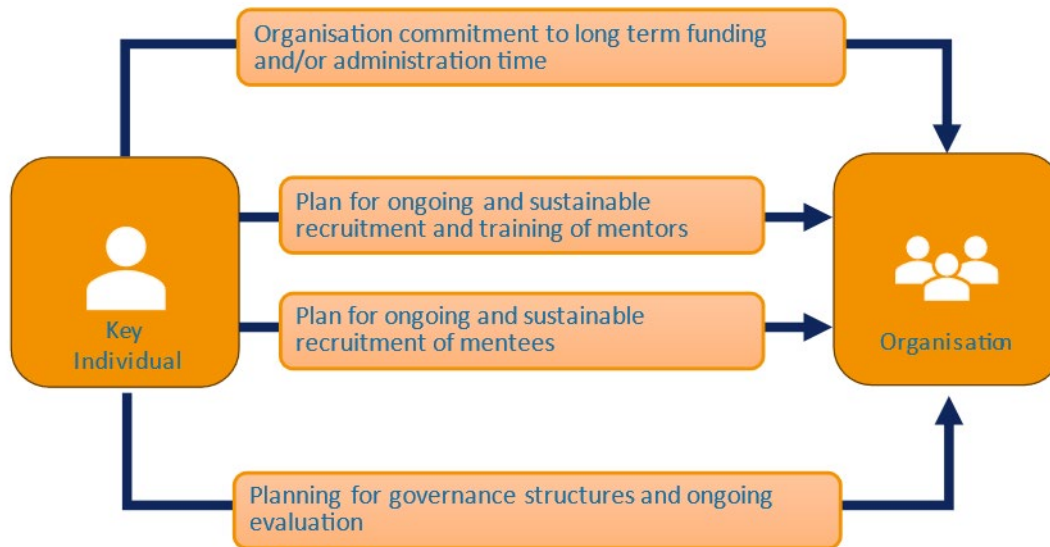 Organisation commitment to long term funding
and/or administration time
Plan for ongoing and sustainable
recruitment and training of mentors
Key
Individual
Plan for ongoing and sustainable
recruitment of mentees
Organisation
Planning for governance structures and ongoing
evaluation